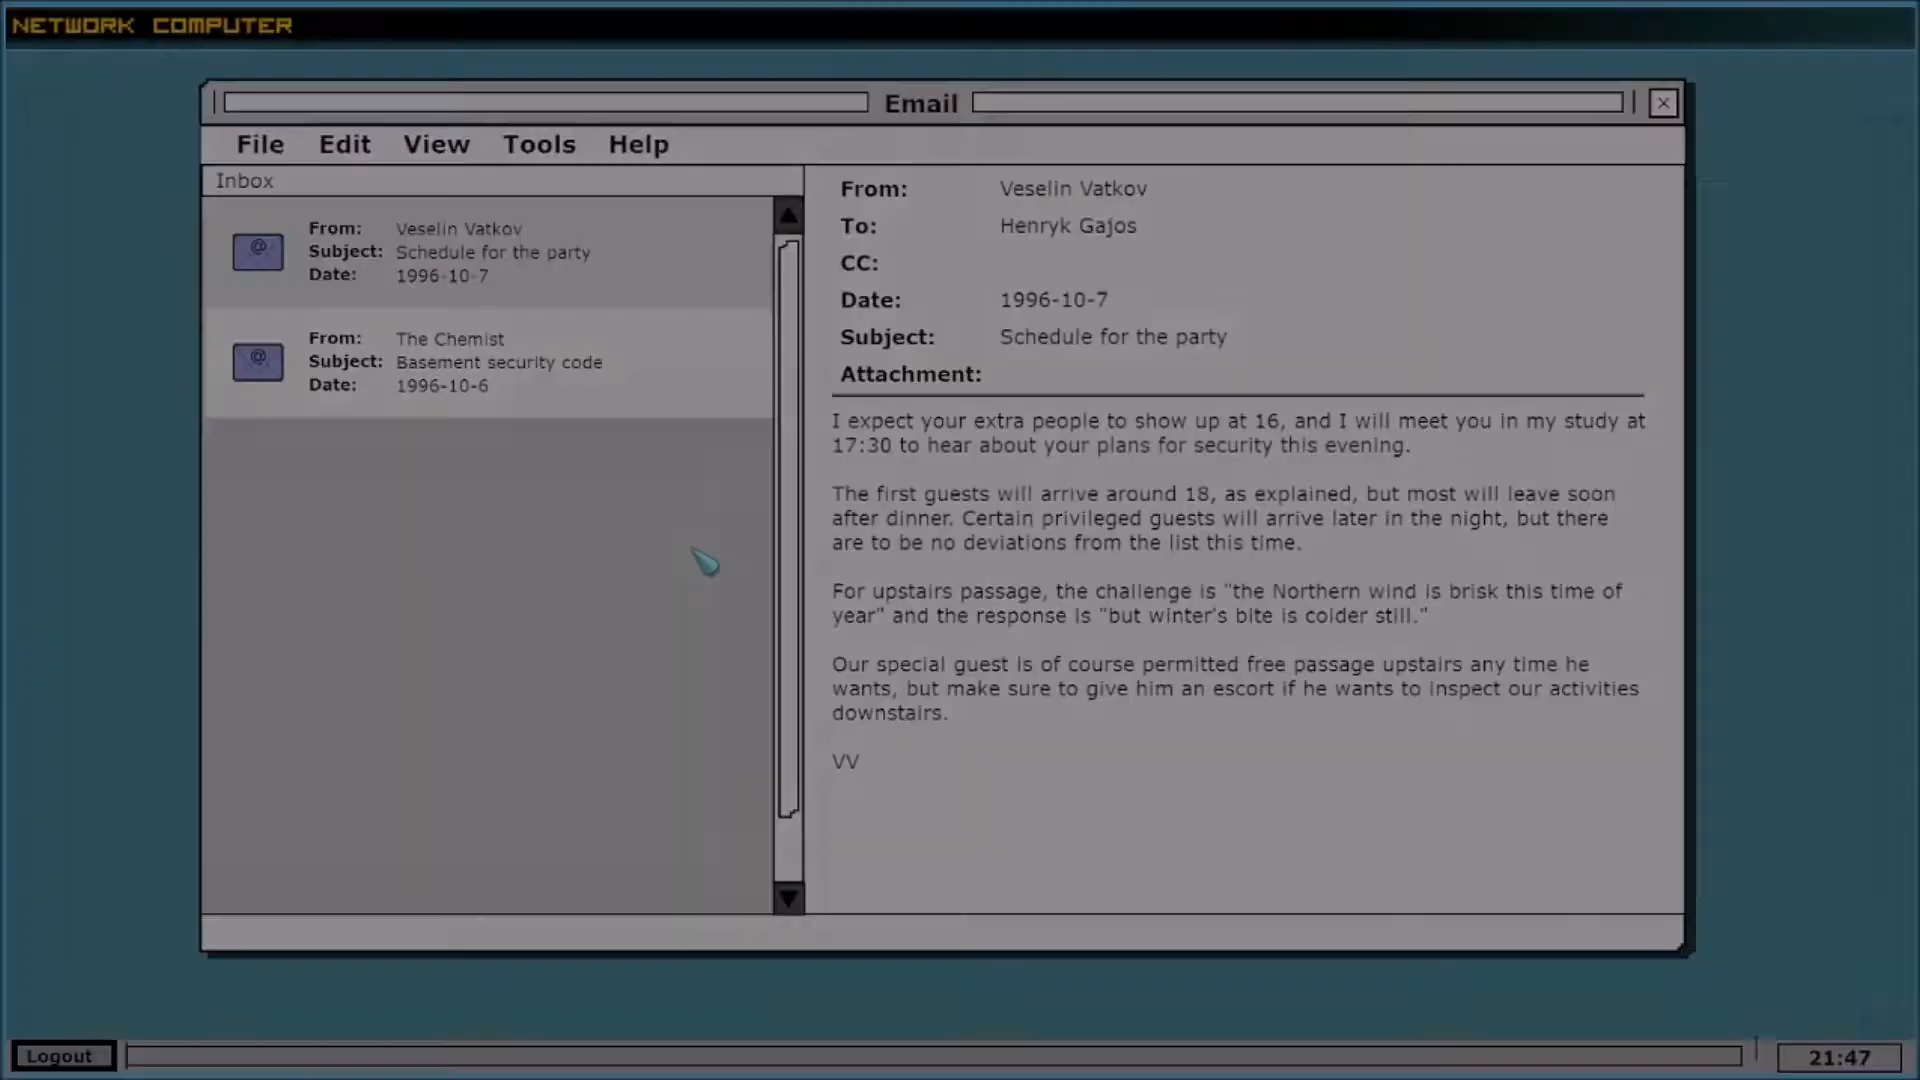 NETWORK COMPUTER
Email
File Edit View Tools Help
Inbox
From: Veselin Vatkov
Subject: Schedule for the party
Date: 1996-10-7
From: The Chemist
Subject: Basement security code
Date: 1996-10-6
From: Veselin Vatkov
To: Henryk Gajos
CC:
Date: 1996-10-7
Subject: Schedule for the party
Attachment:
I expect your extra people to show up at 16, and I will meet you in my study at
17:30 to hear about your plans for security this evening.
The first guests will arrive around 18, as explained, but most will leave soon
after dinner. Certain privileged guests will arrive later in the night, but there
are to be no deviations from the list this time.
For upstairs passage, the challenge is "the Northern wind is brisk this time of
year" and the response is "but winter's bite is colder still."
Our special guest is of course permitted free passage upstairs any time he
wants, but make sure to give him an escort if he wants to inspect our activities
downstairs.
VV
Logout
21:47